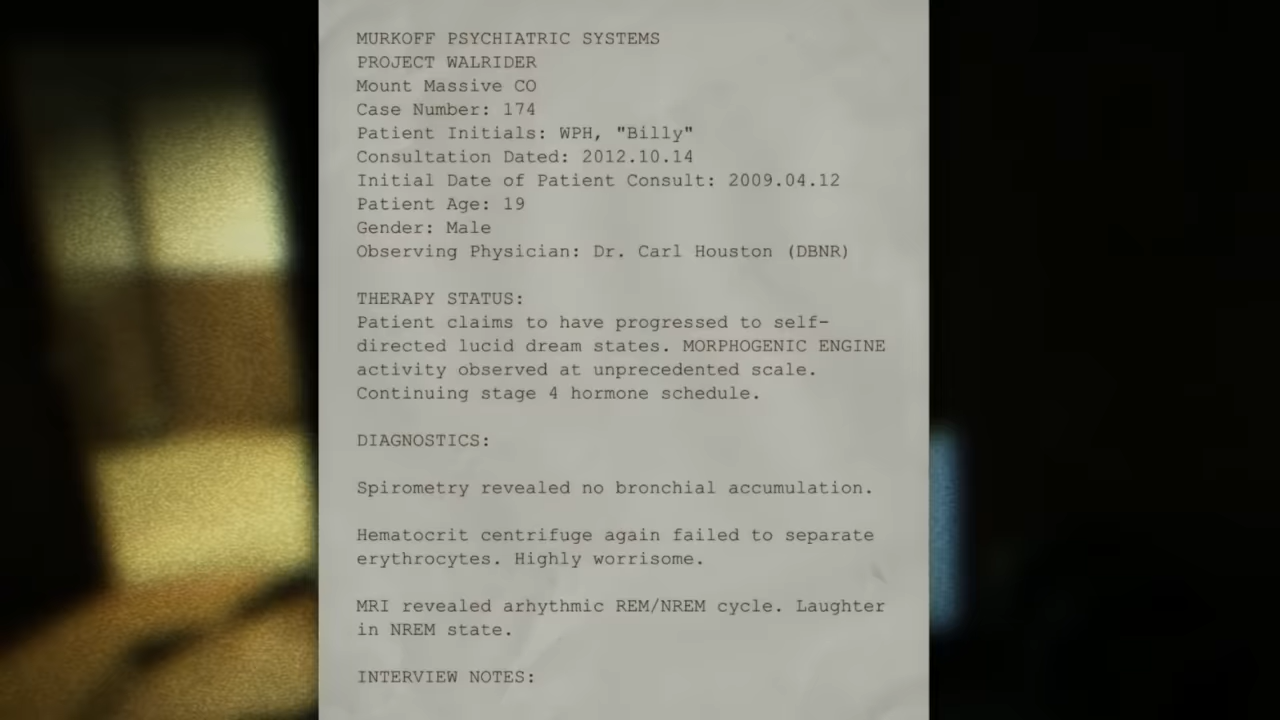 MURKOFF PSYCHIATRIC SYSTEMS
PROJECT WALRIDER
Mount Massive CO
Case Number: 174
Patient Initials: WPH, "Billy"
Consultation Dated: 2012.10.14
Initial Date of Patient Consult: 2009.04.12
Patient Age: 19
Gender: Male
Observing Physician: Dr. Carl Houston (DBNR)
THERAPY STATUS:
Patient claims to have progressed to self-
directed lucid dream states. MORPHOGENIC ENGINE
activity observed at unprecedented scale.
Continuing stage 4 hormone schedule.
DIAGNOSTICS:
Spirometry revealed no bronchial accumulation.
Hematocrit centrifuge again failed to separate
erythrocytes. Highly worrisome.
MRI revealed arhythmic REM/NREM cycle. Laughter
in NREM state.
INTERVIEW NOTES: